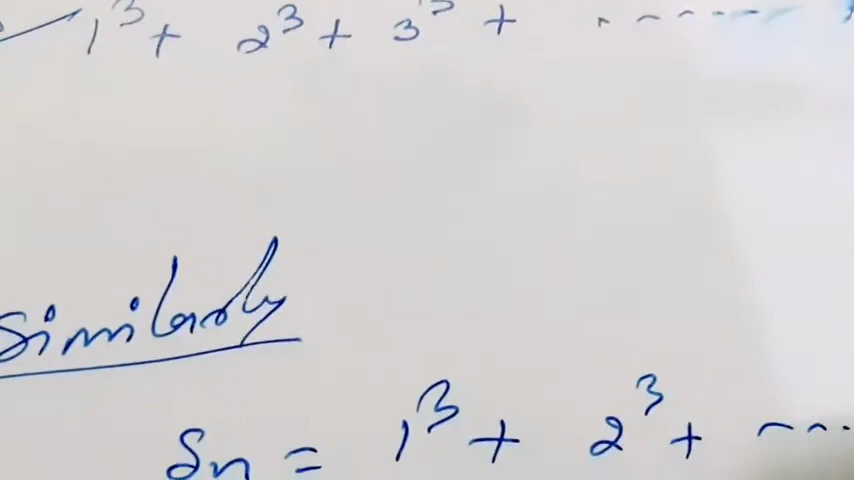 1³ + 2³ + 3³ + ........
Similarly
Sn = 1³ + 2³ + ....